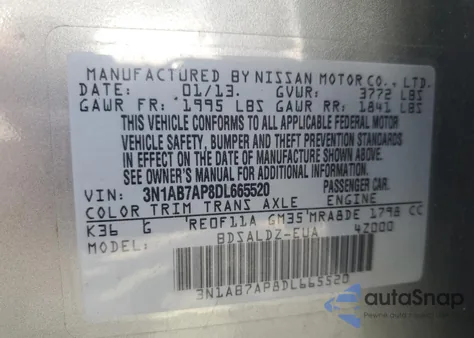 MANUFACTURED BY NISSAN MOTOR CO., LTD.
DATE: 01/13. GVWR: 3772 LBS
GAWR FR: 1995 LBS GAWR RR: 1841 LBS
THIS VEHICLE CONFORMS TO ALL APPLICABLE FEDERAL MOTOR
VEHICLE SAFETY, BUMPER AND THEFT PREVENTION STANDARDS
IN EFFECT ON THE DATE OF MANUFACTURE SHOWN ABOVE.
SEE OWNER'S MANUAL FOR ADDITIONAL INFORMATION.
VIN: 3N1AB7AP8DL665520 PASSENGER CAR.
COLOR TRIM TRANS AXLE ENGINE
K36 G RE0F11A GM35 MRA8DE 1798 CC
MODEL: BDSALDZ-EUA 4Z000
3N1AB7AP8DL665520
autoSnap